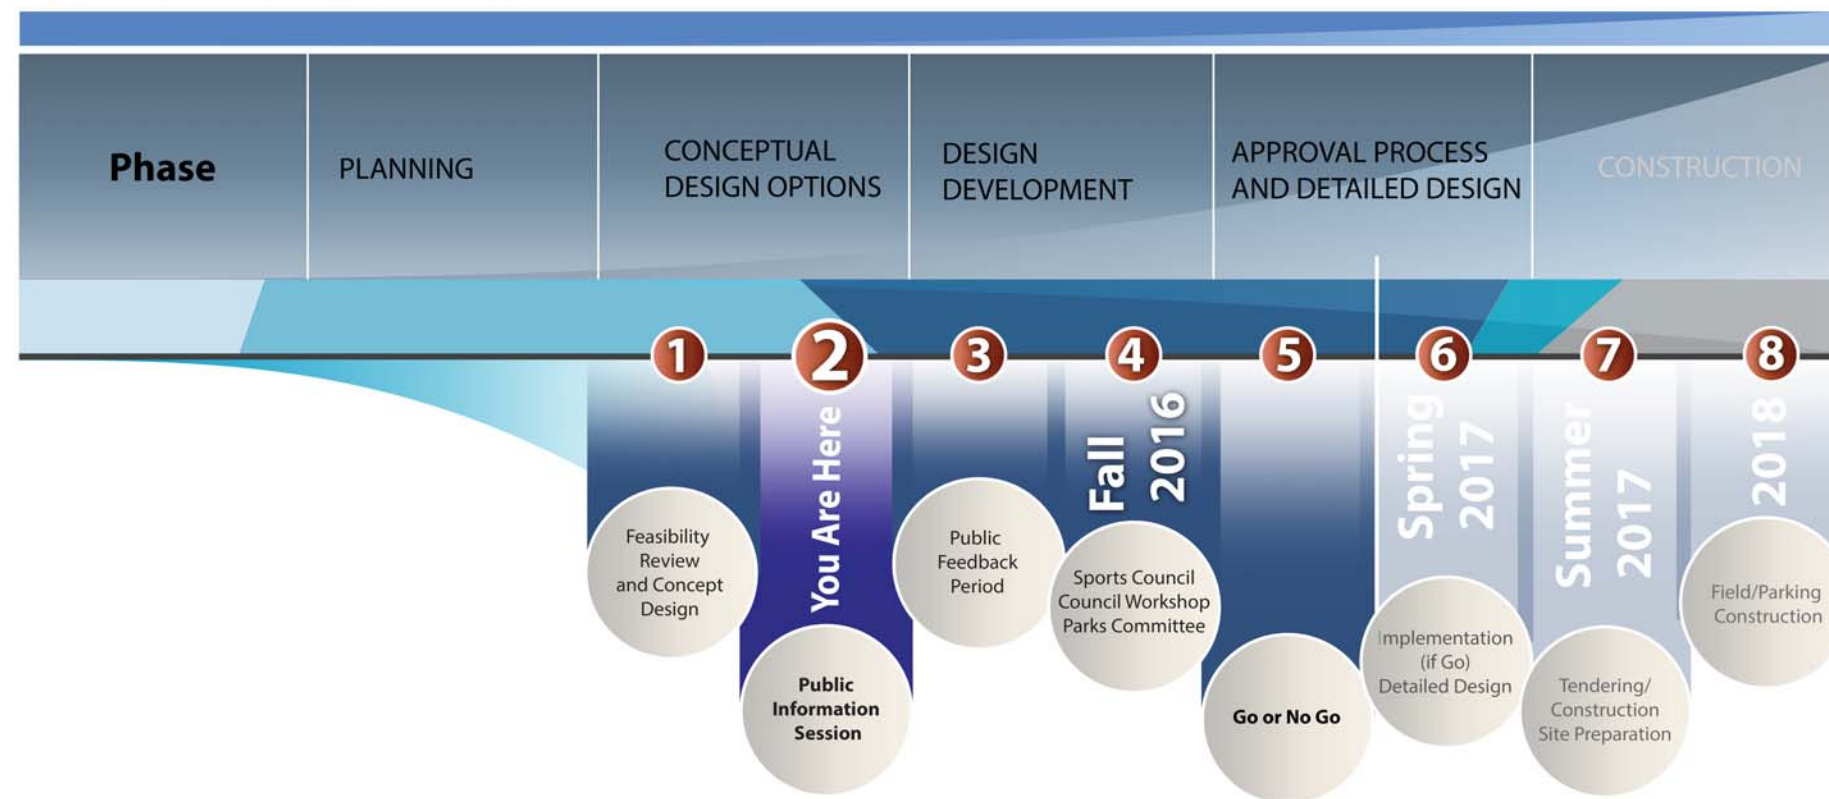 Phase
PLANNING
CONCEPTUAL
DESIGN OPTIONS
DESIGN
DEVELOPMENT
APPROVAL PROCESS
AND DETAILED DESIGN
CONSTRUCTION
1
2
3
4
5
6
7
8
Feasibility
Review
and Concept
Design
You Are Here
Public
Information
Session
Public
Feedback
Period
Fall
2016
Sports Council
Council Workshop
Parks Committee
Go or No Go
Spring
2017
Implementation
(if Go)
Detailed Design
Summer
2017
Tendering/
Construction
Site Preparation
2018
Field/Parking
Construction